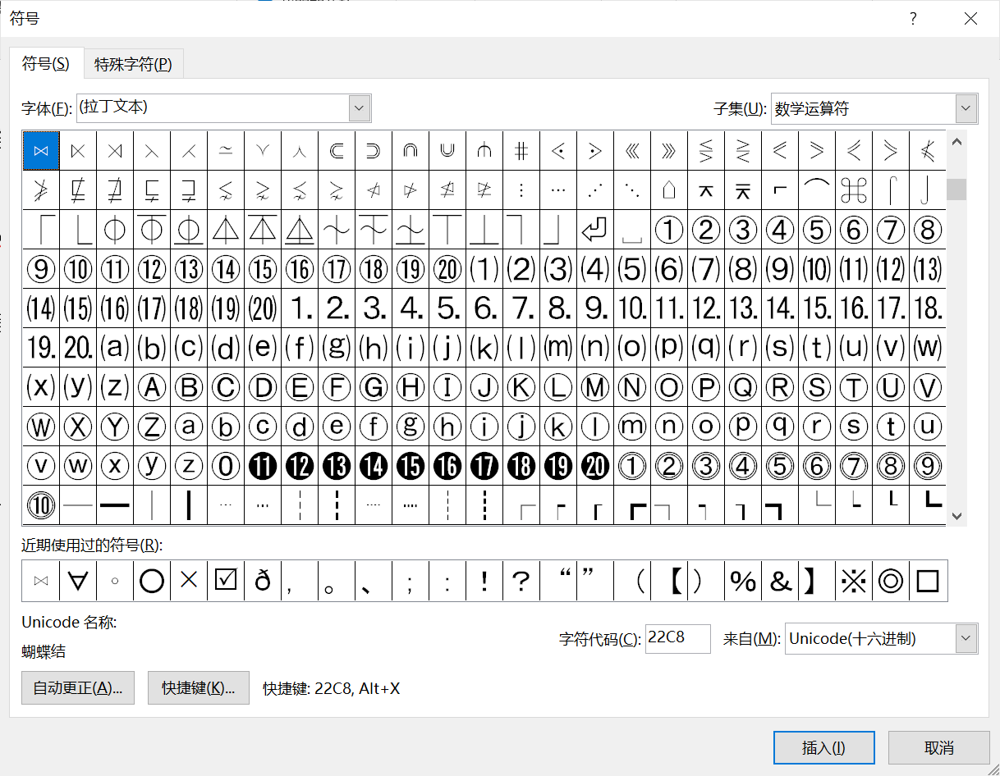 符号
?
符号(S) 特殊字符(P)
字体(F): (拉丁文本) 子集(U): 数学运算符
⋈ ⋉ ⋊ ⋋ ⋌ ⋍ ⋎ ⋏ ⋐ ⋑ ⋒ ⋓ ⋔ ⋕ ⋖ ⋗ ⋘ ⋙ ⋚ ⋛ ⋜ ⋝ ⋞ ⋟ ⋠
⋡ ⋢ ⋣ ⋤ ⋥ ⋦ ⋧ ⋨ ⋩ ⋪ ⋫ ⋬ ⋭ ⋮ ⋯ ⋰ ⋱ ⌂ ⌅ ⌆ ⌐ ⌒ ⌘ ⌠ ⌡
⎾ ⎿ ⏀ ⏁ ⏂ ⏃ ⏄ ⏅ ⏆ ⏇ ⏈ ⏉ ⏊ ⏋ ⏌ ⏎ ␣ ① ② ③ ④ ⑤ ⑥ ⑦ ⑧
⑨ ⑩ ⑪ ⑫ ⑬ ⑭ ⑮ ⑯ ⑰ ⑱ ⑲ ⑳ ⑴ ⑵ ⑶ ⑷ ⑸ ⑹ ⑺ ⑻ ⑼ ⑽ ⑾ ⑿ ⒀
⒁ ⒂ ⒃ ⒄ ⒅ ⒆ ⒇ ⒈ ⒉ ⒊ ⒋ ⒌ ⒍ ⒎ ⒏ ⒐ ⒑ ⒒ ⒓ ⒔ ⒕ ⒖ ⒗ ⒘ ⒙
⒚ ⒛ ⒜ ⒝ ⒞ ⒟ ⒠ ⒡ ⒢ ⒣ ⒤ ⒥ ⒦ ⒧ ⒨ ⒩ ⒪ ⒫ ⒬ ⒭ ⒮ ⒯ ⒰ ⒱ ⒲
⒳ ⒴ ⒵ Ⓐ Ⓑ Ⓒ Ⓓ Ⓔ Ⓕ Ⓖ Ⓗ Ⓘ Ⓙ Ⓚ Ⓛ Ⓜ Ⓝ Ⓞ Ⓟ Ⓠ Ⓡ Ⓢ Ⓣ Ⓤ Ⓥ
Ⓦ Ⓧ Ⓨ Ⓩ ⓐ ⓑ ⓒ ⓓ ⓔ ⓕ ⓖ ⓗ ⓘ ⓙ ⓚ ⓛ ⓜ ⓝ ⓞ ⓟ ⓠ ⓡ ⓢ ⓣ ⓤ
ⓥ ⓦ ⓧ ⓨ ⓩ ⓪ ⓫ ⓬ ⓭ ⓮ ⓯ ⓰ ⓱ ⓲ ⓳ ⓴ ⓵ ⓶ ⓷ ⓸ ⓹ ⓺ ⓻ ⓼ ⓽
⓾ ─ ━ │ ┃ ┄ ┅ ┆ ┇ ┈ ┉ ┊ ┋ ┌ ┍ ┎ ┏ ┐ ┑ ┒ ┓ └ ┕ ┖ ┗
近期使用过的符号(R):
⋈ ∀ ◦ ○ × ☑ ð ， 。 、 ； ： ！ ？ “ ” （ 【 ） % & 】 ※ ◎ □
Unicode 名称:
蝴蝶结
字符代码(C): 22C8 来自(M): Unicode(十六进制)
自动更正(A)... 快捷键(K)... 快捷键: 22C8, Alt+X
插入(I) 取消